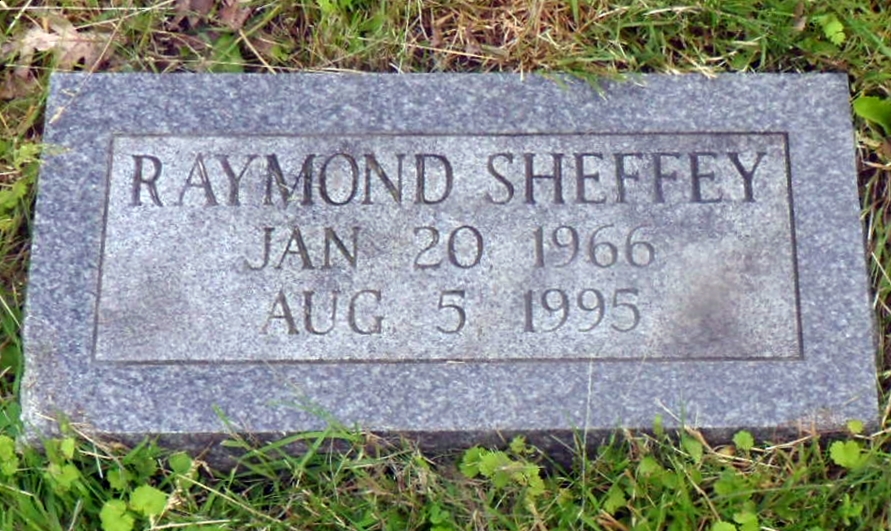 RAYMOND SHEFFEY
JAN 20 1966
AUG 5 1995